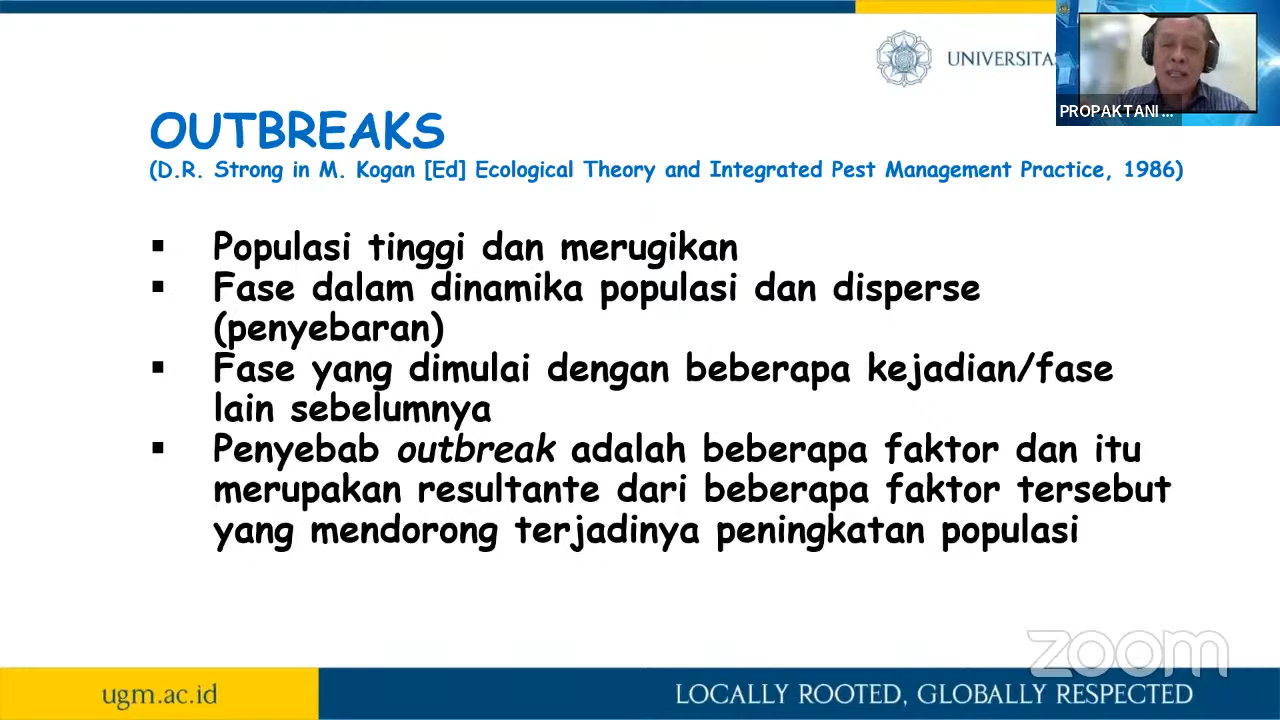 UNIVERSITAS
PROPAKTANI ...
OUTBREAKS
(D.R. Strong in M. Kogan [Ed] Ecological Theory and Integrated Pest Management Practice, 1986)
▪ Populasi tinggi dan merugikan
▪ Fase dalam dinamika populasi dan disperse
(penyebaran)
▪ Fase yang dimulai dengan beberapa kejadian/fase
lain sebelumnya
▪ Penyebab outbreak adalah beberapa faktor dan itu
merupakan resultante dari beberapa faktor tersebut
yang mendorong terjadinya peningkatan populasi
zoom
ugm.ac.id
LOCALLY ROOTED, GLOBALLY RESPECTED